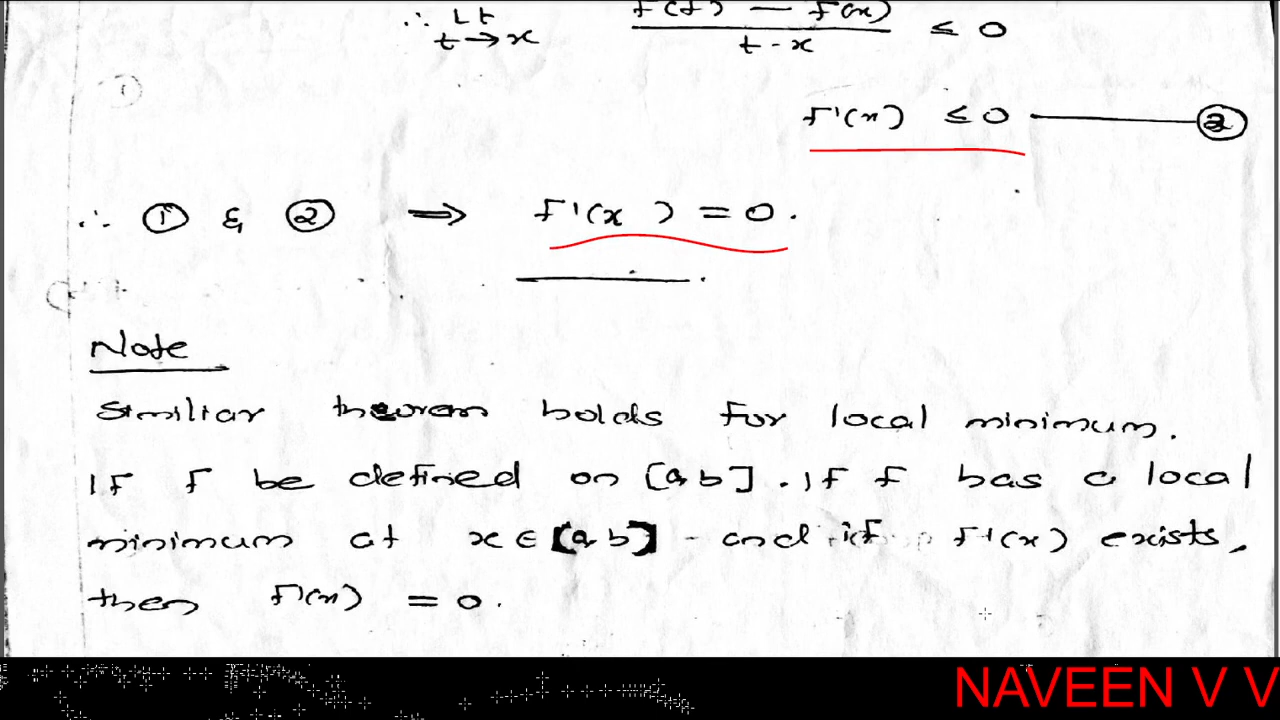 ∴ Lt t→x f(t) − f(x) / t-x ≤ 0
f'(x) ≤ 0 ——— ②
∴ ① & ② ⟹ f'(x) = 0.
Note
Similiar theorem holds for local minimum.
If f be defined on [a b]. If f has a local
minimum at x ∈ [a b] - and if f'(x) exists,
then f'(x) = 0.
NAVEEN V V